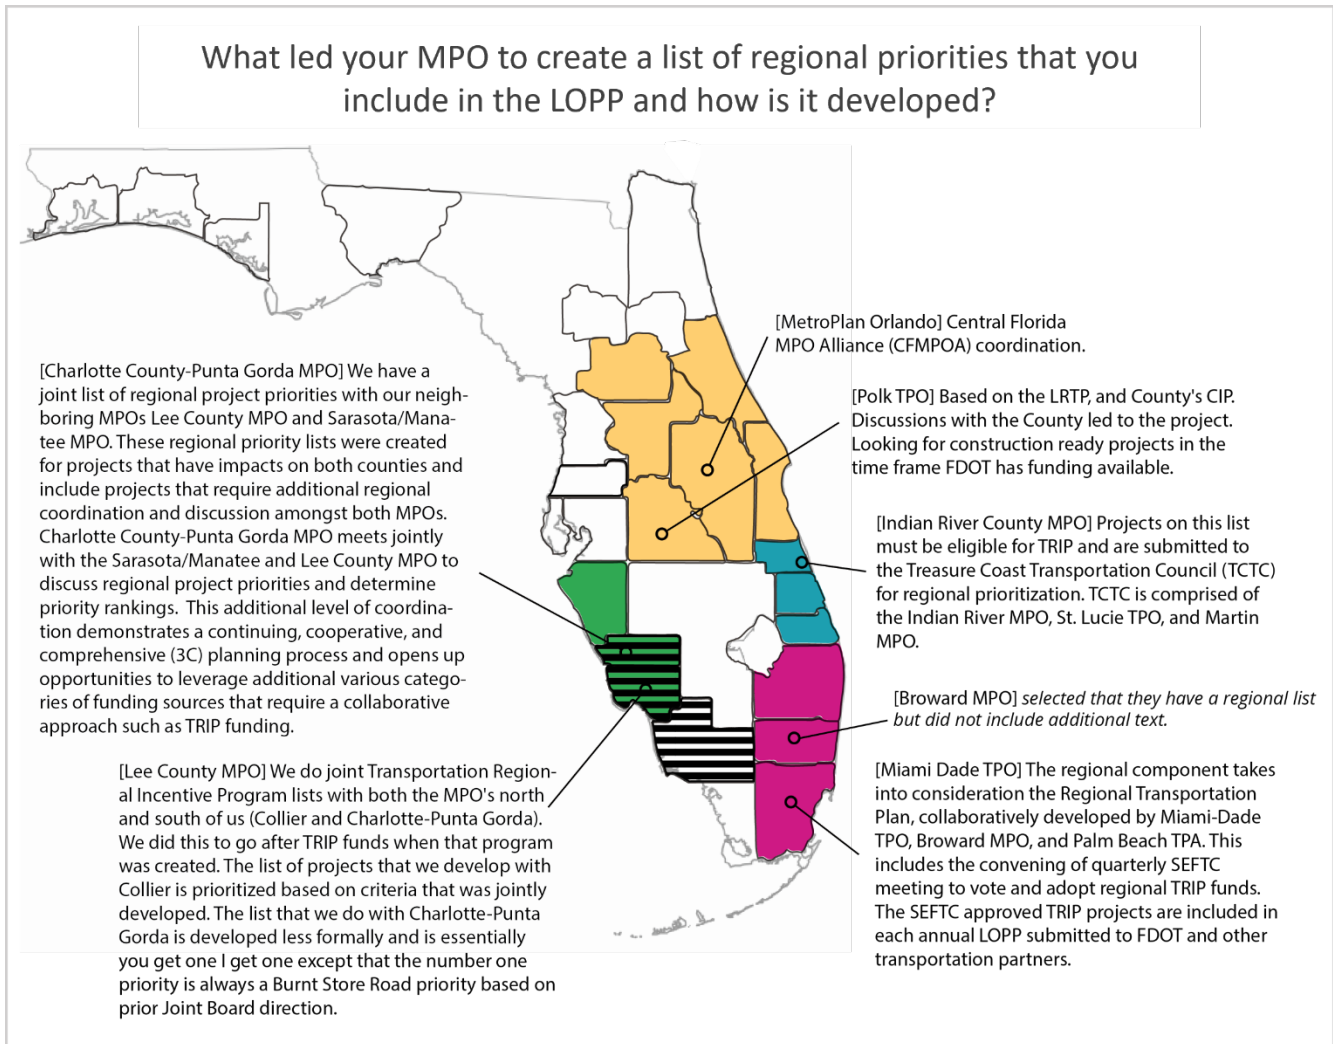 What led your MPO to create a list of regional priorities that you
include in the LOPP and how is it developed?
[MetroPlan Orlando] Central Florida
MPO Alliance (CFMPOA) coordination.
[Charlotte County-Punta Gorda MPO] We have a
joint list of regional project priorities with our neigh-
boring MPOs Lee County MPO and Sarasota/Mana-
tee MPO. These regional priority lists were created
for projects that have impacts on both counties and
include projects that require additional regional
coordination and discussion amongst both MPOs.
Charlotte County-Punta Gorda MPO meets jointly
with the Sarasota/Manatee and Lee County MPO to
discuss regional project priorities and determine
priority rankings.  This additional level of coordina-
tion demonstrates a continuing, cooperative, and
comprehensive (3C) planning process and opens up
opportunities to leverage additional various catego-
ries of funding sources that require a collaborative
approach such as TRIP funding.
[Polk TPO] Based on the LRTP, and County's CIP.
Discussions with the County led to the project.
Looking for construction ready projects in the
time frame FDOT has funding available.
[Indian River County MPO] Projects on this list
must be eligible for TRIP and are submitted to
the Treasure Coast Transportation Council (TCTC)
for regional prioritization. TCTC is comprised of
the Indian River MPO, St. Lucie TPO, and Martin
MPO.
[Broward MPO] selected that they have a regional list
but did not include additional text.
[Lee County MPO] We do joint Transportation Region-
al Incentive Program lists with both the MPO's north
and south of us (Collier and Charlotte-Punta Gorda).
We did this to go after TRIP funds when that program
was created. The list of projects that we develop with
Collier is prioritized based on criteria that was jointly
developed. The list that we do with Charlotte-Punta
Gorda is developed less formally and is essentially
you get one I get one except that the number one
priority is always a Burnt Store Road priority based on
prior Joint Board direction.
[Miami Dade TPO] The regional component takes
into consideration the Regional Transportation
Plan, collaboratively developed by Miami-Dade
TPO, Broward MPO, and Palm Beach TPA. This
includes the convening of quarterly SEFTC
meeting to vote and adopt regional TRIP funds.
The SEFTC approved TRIP projects are included in
each annual LOPP submitted to FDOT and other
transportation partners.